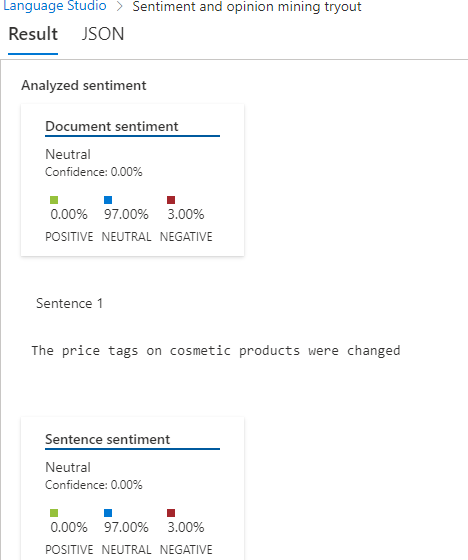 Language Studio > Sentiment and opinion mining tryout
Result JSON
Analyzed sentiment
Document sentiment
Neutral
Confidence: 0.00%
0.00% 97.00% 3.00%
POSITIVE NEUTRAL NEGATIVE
Sentence 1
The price tags on cosmetic products were changed
Sentence sentiment
Neutral
Confidence: 0.00%
0.00% 97.00% 3.00%
POSITIVE NEUTRAL NEGATIVE